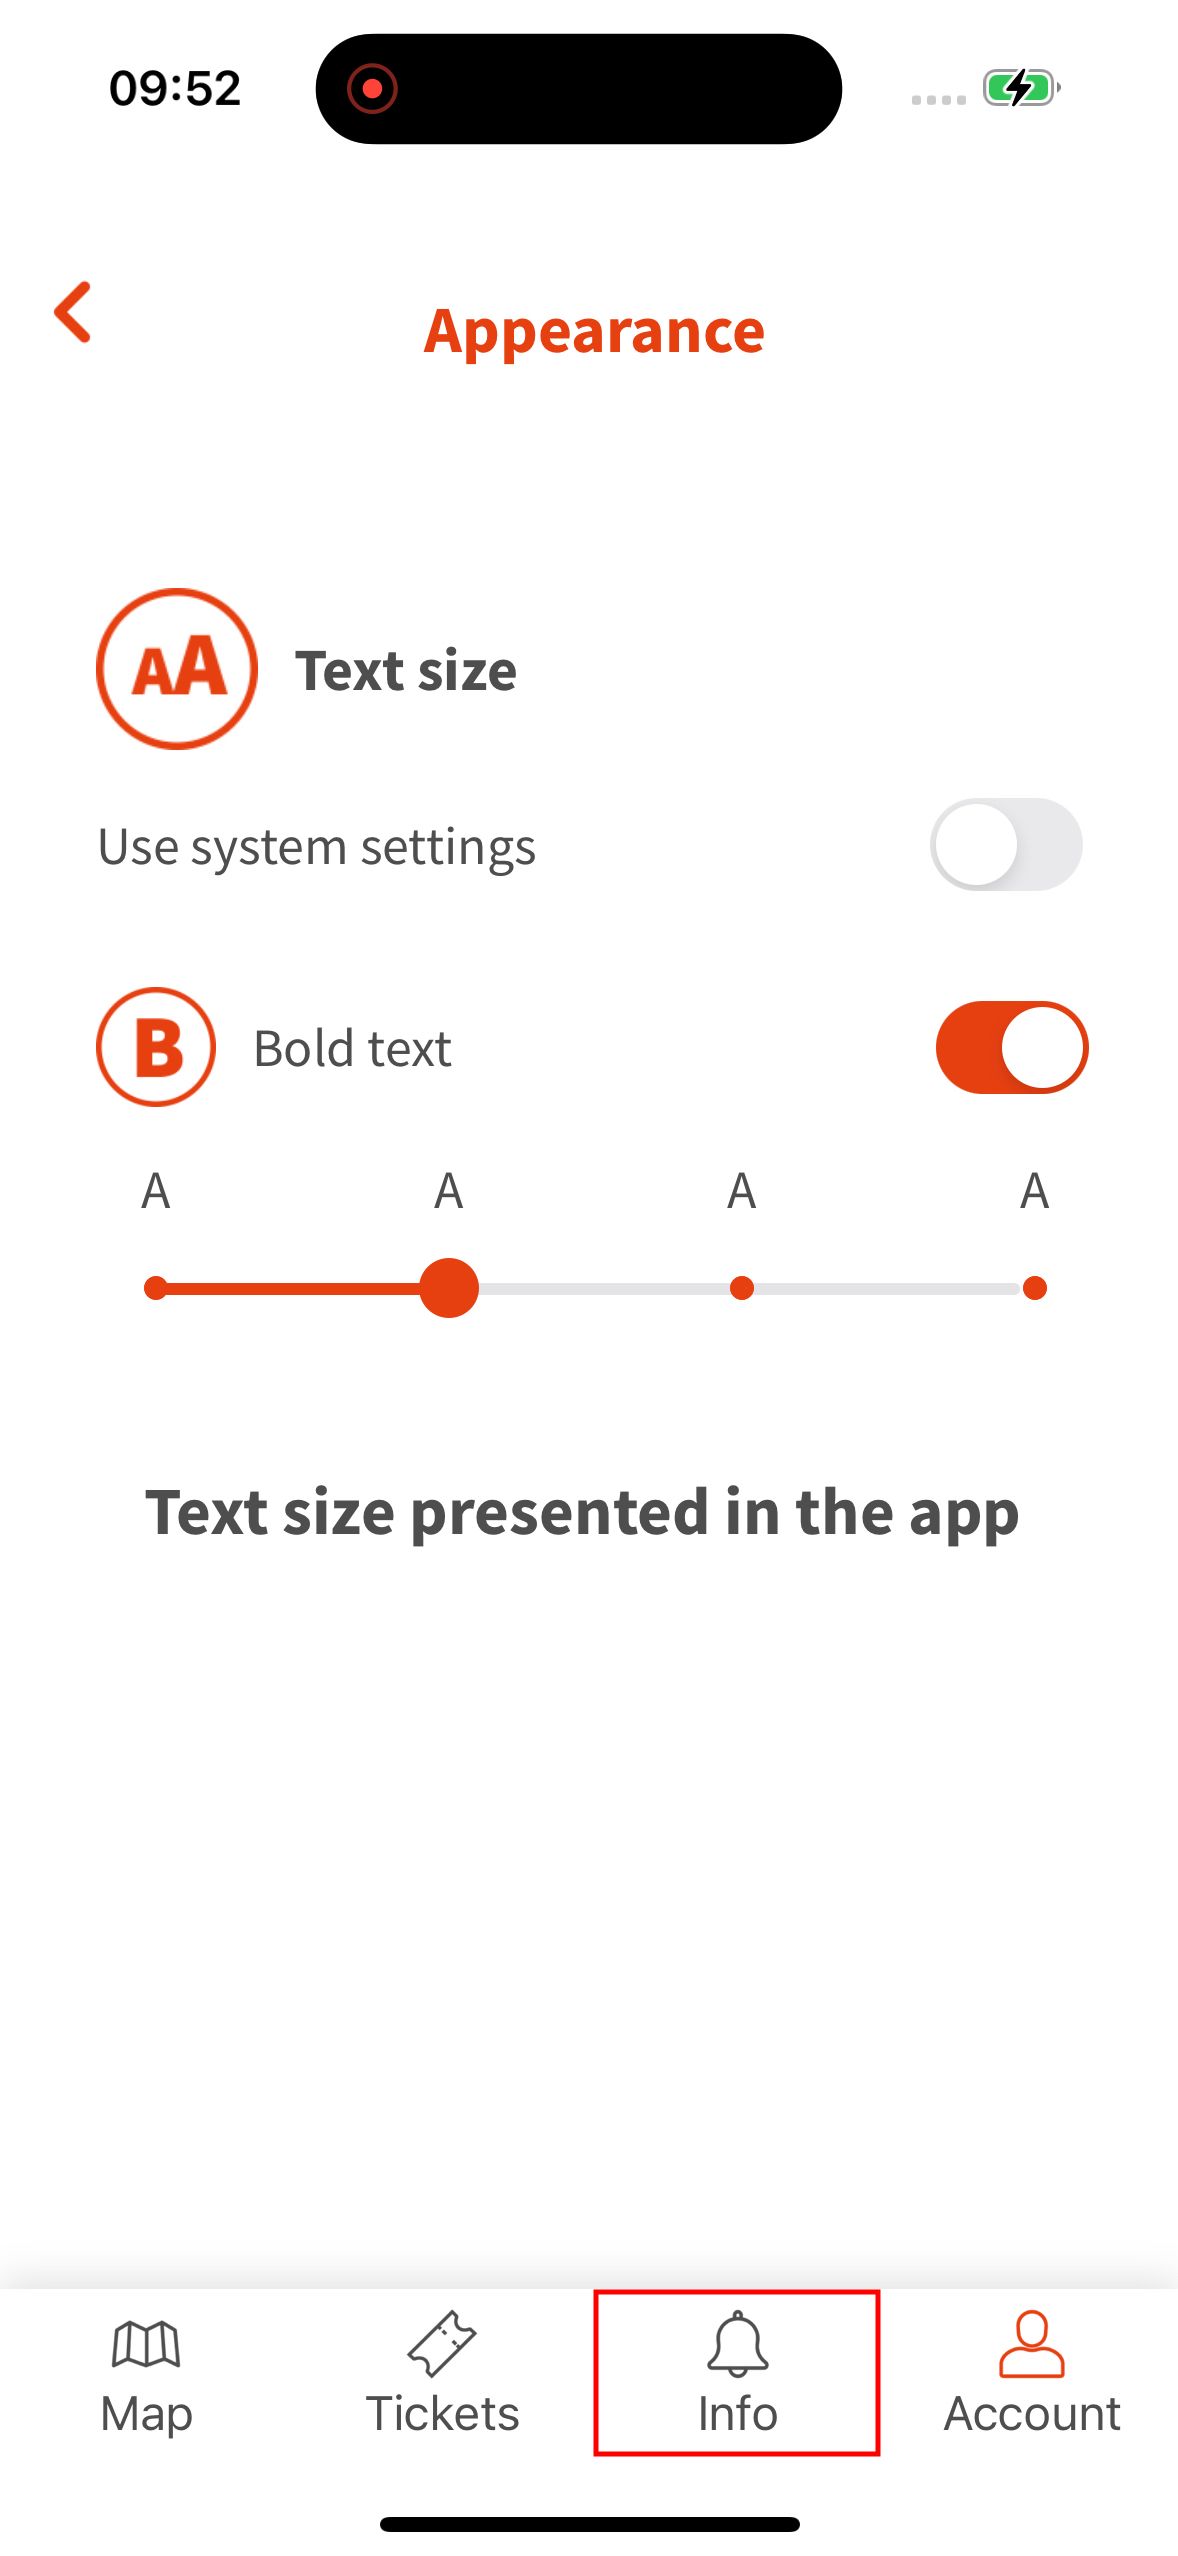 09:52
Appearance
AA Text size
Use system settings
B Bold text
A A A A
Text size presented in the app
Map Tickets Info Account